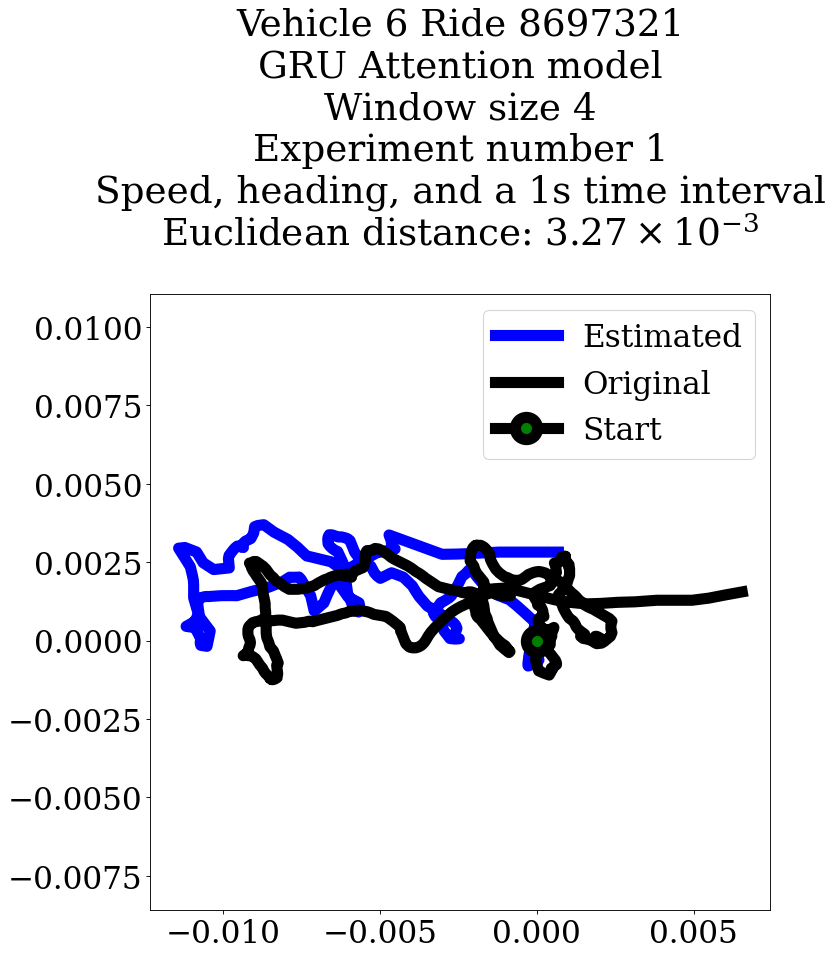 Vehicle 6 Ride 8697321
GRU Attention model
Window size 4
Experiment number 1
Speed, heading, and a 1s time interval
Euclidean distance: 3.27 × 10⁻³
Estimated
Original
Start
0.0100
0.0075
0.0050
0.0025
0.0000
−0.0025
−0.0050
−0.0075
−0.010 −0.005 0.000 0.005